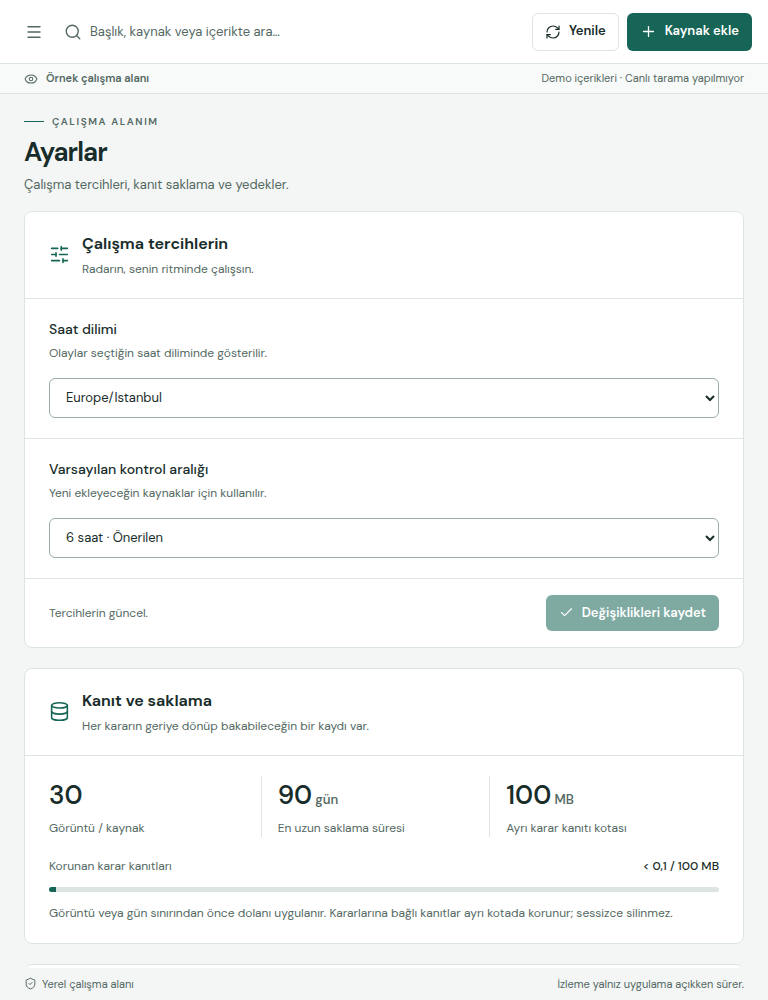 Başlık, kaynak veya içerikte ara...
Yenile
Kaynak ekle
Örnek çalışma alanı
Demo içerikleri · Canlı tarama yapılmıyor
ÇALIŞMA ALANIM
Ayarlar
Çalışma tercihleri, kanıt saklama ve yedekler.
Çalışma tercihlerin
Radarın, senin ritminde çalışsın.
Saat dilimi
Olaylar seçtiğin saat diliminde gösterilir.
Europe/Istanbul
Varsayılan kontrol aralığı
Yeni ekleyeceğin kaynaklar için kullanılır.
6 saat · Önerilen
Tercihlerin güncel.
Değişiklikleri kaydet
Kanıt ve saklama
Her kararın geriye dönüp bakabileceğin bir kaydı var.
30
Görüntü / kaynak
90 gün
En uzun saklama süresi
100 MB
Ayrı karar kanıtı kotası
Korunan karar kanıtları
< 0,1 / 100 MB
Görüntü veya gün sınırından önce dolanı uygulanır. Kararlarına bağlı kanıtlar ayrı kotada korunur; sessizce silinmez.
Yerel çalışma alanı
İzleme yalnız uygulama açıkken sürer.